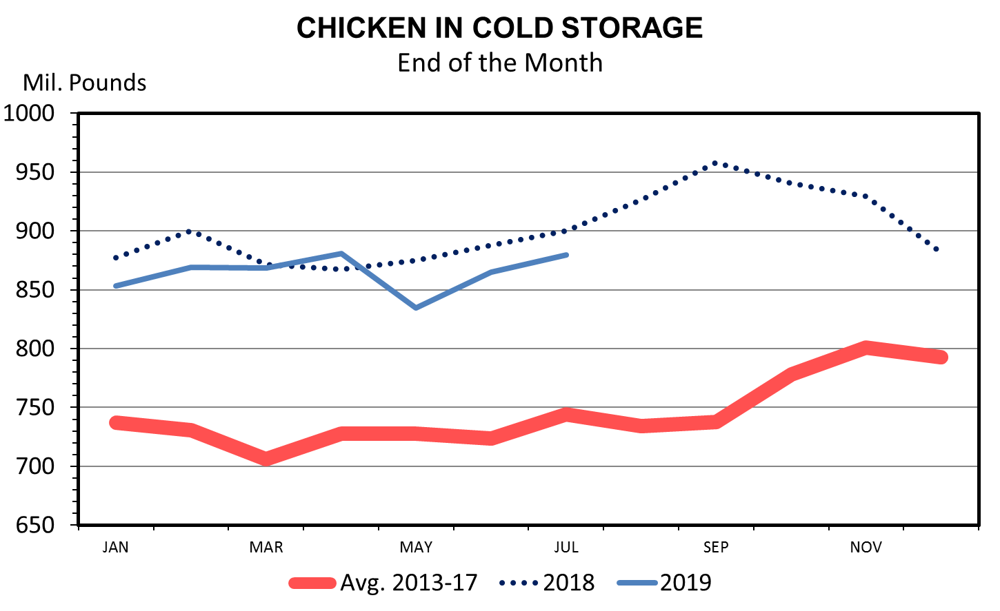 CHICKEN IN COLD STORAGE
End of the Month
Mil. Pounds
1000
950
900
850
800
750
700
650
JAN MAR MAY JUL SEP NOV
Avg. 2013-17 2018 2019